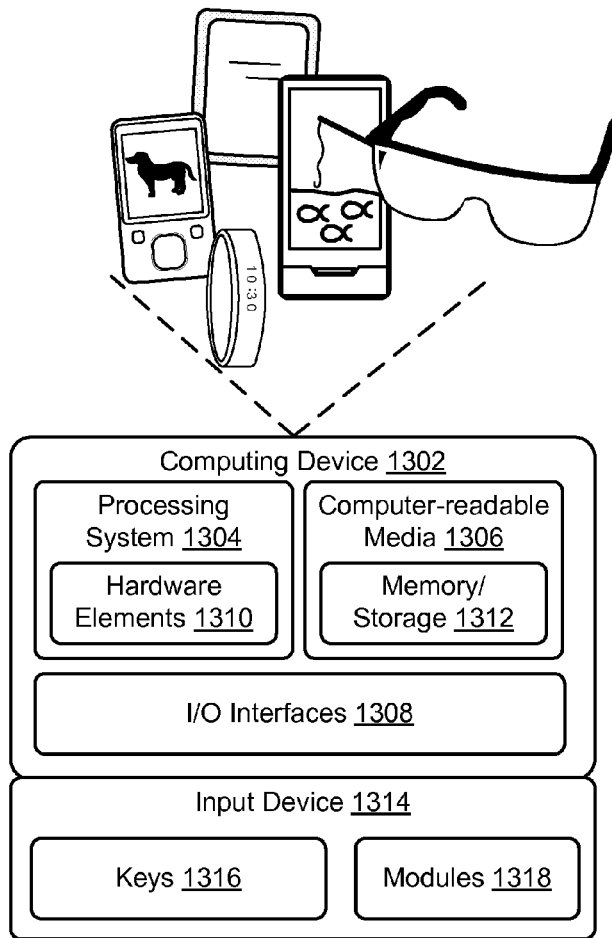 10:30
Computing Device 1302
Processing
System 1304
Hardware
Elements 1310
Computer-readable
Media 1306
Memory/
Storage 1312
I/O Interfaces 1308
Input Device 1314
Keys 1316
Modules 1318